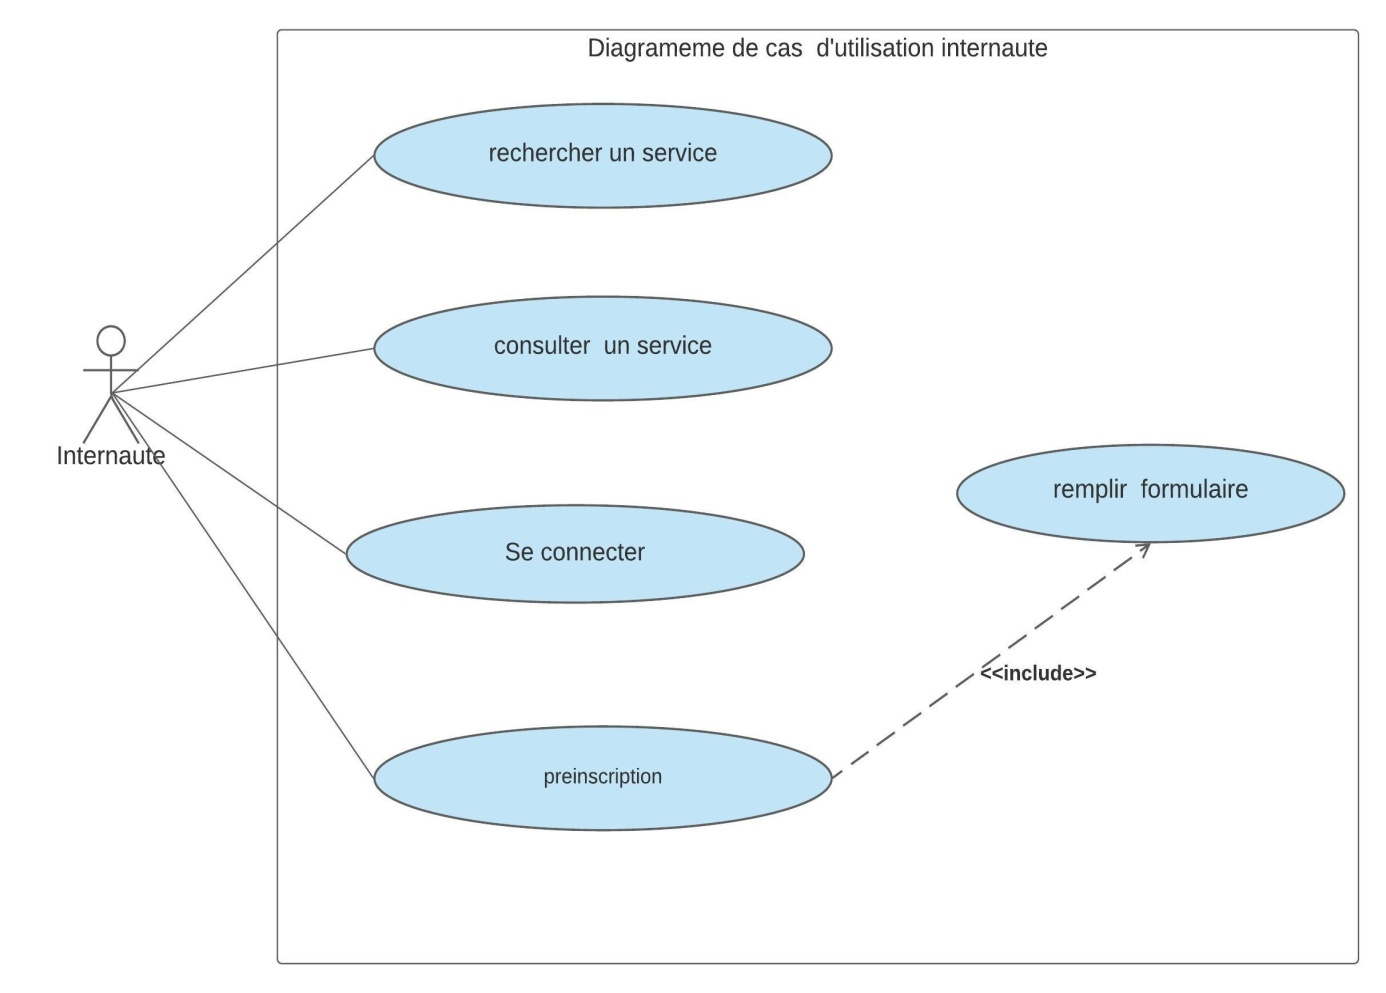 Diagrameme de cas  d'utilisation internaute
rechercher un service
consulter  un service
Internaute
remplir  formulaire
Se connecter
<<include>>
preinscription